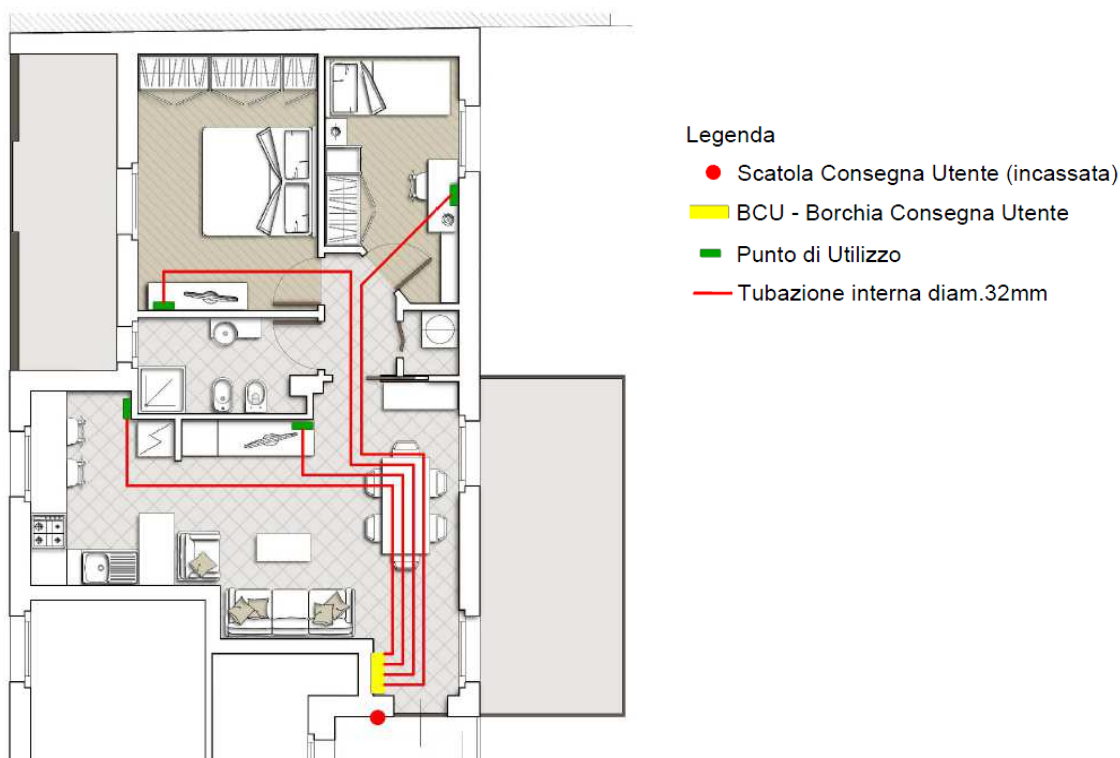 Legenda
Scatola Consegna Utente (incassata)
BCU - Borchia Consegna Utente
Punto di Utilizzo
Tubazione interna diam.32mm